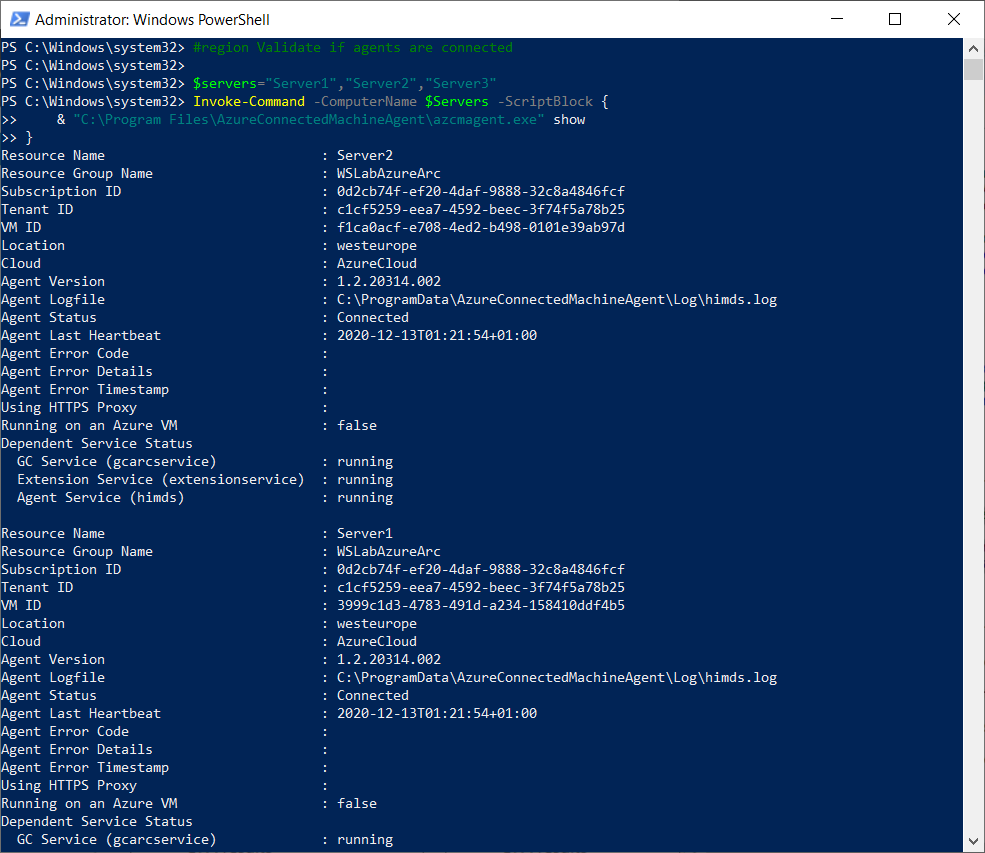 Administrator: Windows PowerShell
PS C:\Windows\system32> #region Validate if agents are connected
PS C:\Windows\system32>
PS C:\Windows\system32> $servers="Server1","Server2","Server3"
PS C:\Windows\system32> Invoke-Command -ComputerName $Servers -ScriptBlock {
>>     & "C:\Program Files\AzureConnectedMachineAgent\azcmagent.exe" show
>> }
Resource Name                           : Server2
Resource Group Name                     : WSLabAzureArc
Subscription ID                         : 0d2cb74f-ef20-4daf-9888-32c8a4846fcf
Tenant ID                               : c1cf5259-eea7-4592-beec-3f74f5a78b25
VM ID                                   : f1ca0acf-e708-4ed2-b498-0101e39ab97d
Location                                : westeurope
Cloud                                   : AzureCloud
Agent Version                           : 1.2.20314.002
Agent Logfile                           : C:\ProgramData\AzureConnectedMachineAgent\Log\himds.log
Agent Status                            : Connected
Agent Last Heartbeat                    : 2020-12-13T01:21:54+01:00
Agent Error Code                        :
Agent Error Details                     :
Agent Error Timestamp                   :
Using HTTPS Proxy                       :
Running on an Azure VM                  : false
Dependent Service Status
  GC Service (gcarcservice)             : running
  Extension Service (extensionservice)  : running
  Agent Service (himds)                 : running
Resource Name                           : Server1
Resource Group Name                     : WSLabAzureArc
Subscription ID                         : 0d2cb74f-ef20-4daf-9888-32c8a4846fcf
Tenant ID                               : c1cf5259-eea7-4592-beec-3f74f5a78b25
VM ID                                   : 3999c1d3-4783-491d-a234-158410ddf4b5
Location                                : westeurope
Cloud                                   : AzureCloud
Agent Version                           : 1.2.20314.002
Agent Logfile                           : C:\ProgramData\AzureConnectedMachineAgent\Log\himds.log
Agent Status                            : Connected
Agent Last Heartbeat                    : 2020-12-13T01:21:54+01:00
Agent Error Code                        :
Agent Error Details                     :
Agent Error Timestamp                   :
Using HTTPS Proxy                       :
Running on an Azure VM                  : false
Dependent Service Status
  GC Service (gcarcservice)             : running